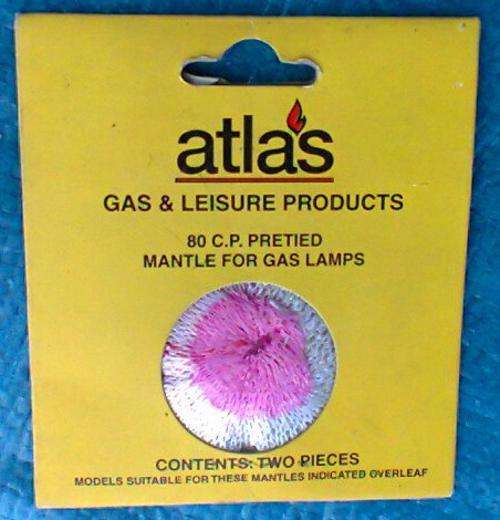 atlas
GAS & LEISURE PRODUCTS
80 C.P. PRETIED
MANTLE FOR GAS LAMPS
CONTENTS: TWO PIECES
MODELS SUITABLE FOR THESE MANTLES INDICATED OVERLEAF